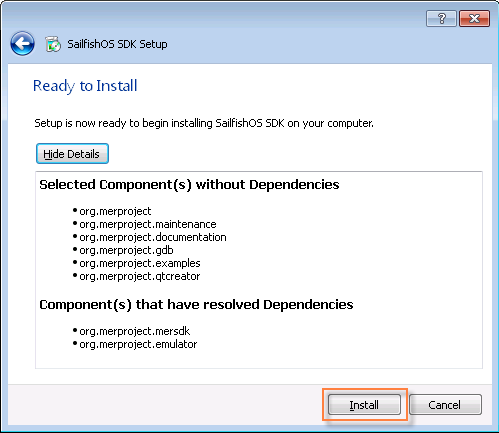 ?
SailfishOS SDK Setup
Ready to Install
Setup is now ready to begin installing SailfishOS SDK on your computer.
Hide Details
Selected Component(s) without Dependencies
• org.merproject
• org.merproject.maintenance
• org.merproject.documentation
• org.merproject.gdb
• org.merproject.examples
• org.merproject.qtcreator
Component(s) that have resolved Dependencies
• org.merproject.mersdk
• org.merproject.emulator
Install Cancel